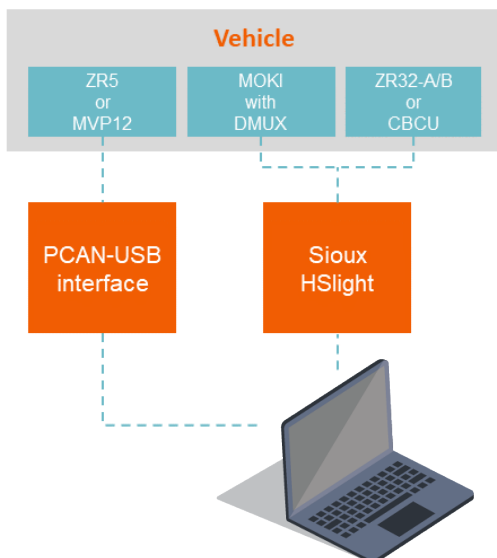 Vehicle
ZR5
or
MVP12
MOKI
with
DMUX
ZR32-A/B
or
CBCU
PCAN-USB
interface
Sioux
HSlight